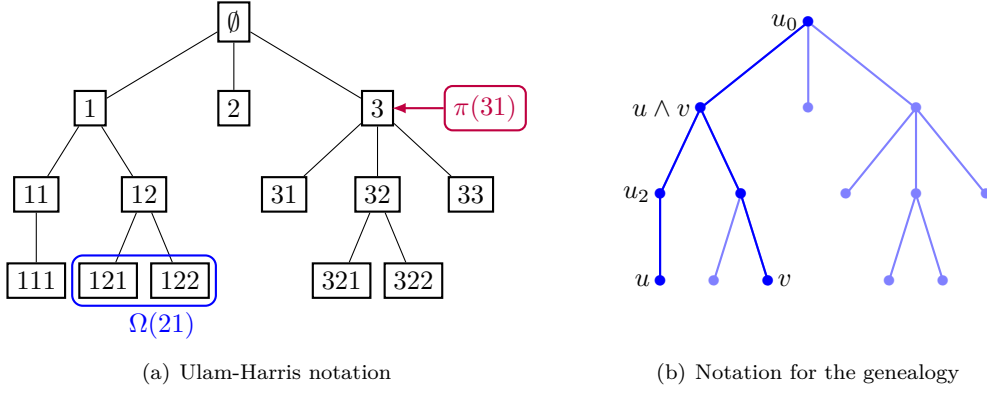 ∅
u₀
1
2
3
π(31)
u ∧ v
11
12
31
32
33
u₂
111
121
122
321
322
u
v
Ω(21)
(a) Ulam-Harris notation
(b) Notation for the genealogy